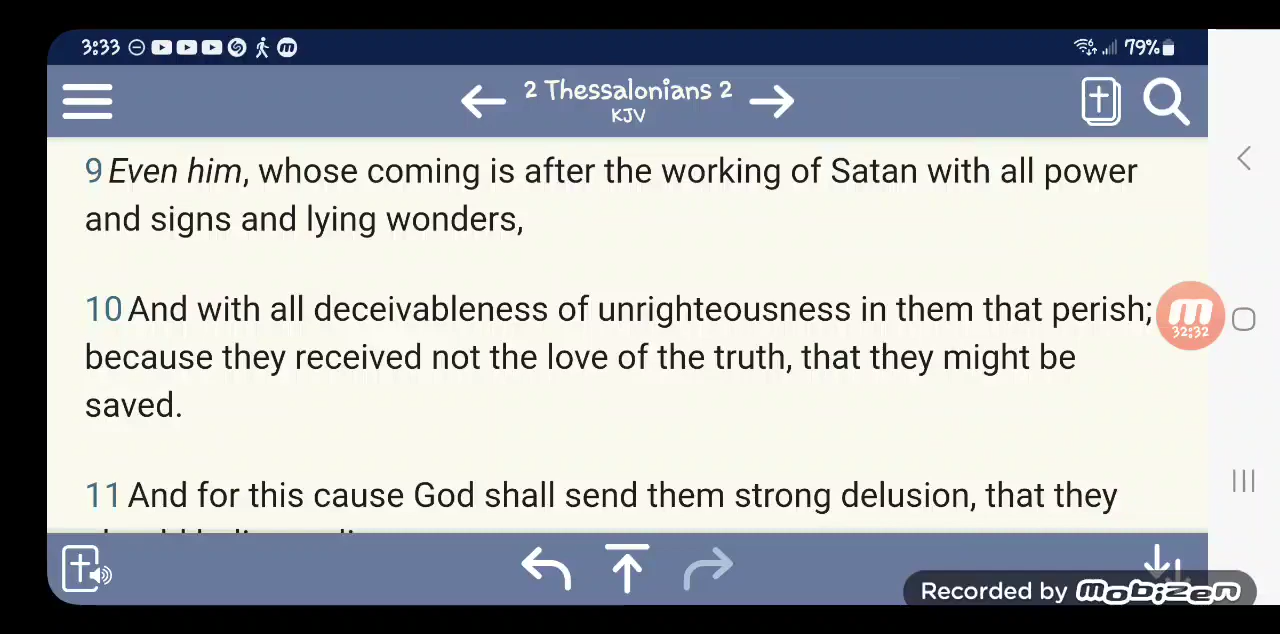 3:33
79%
2 Thessalonians 2
KJV
9 Even him, whose coming is after the working of Satan with all power
and signs and lying wonders,
10 And with all deceivableness of unrighteousness in them that perish;
because they received not the love of the truth, that they might be
saved.
32:32
11 And for this cause God shall send them strong delusion, that they
Recorded by Mobizen